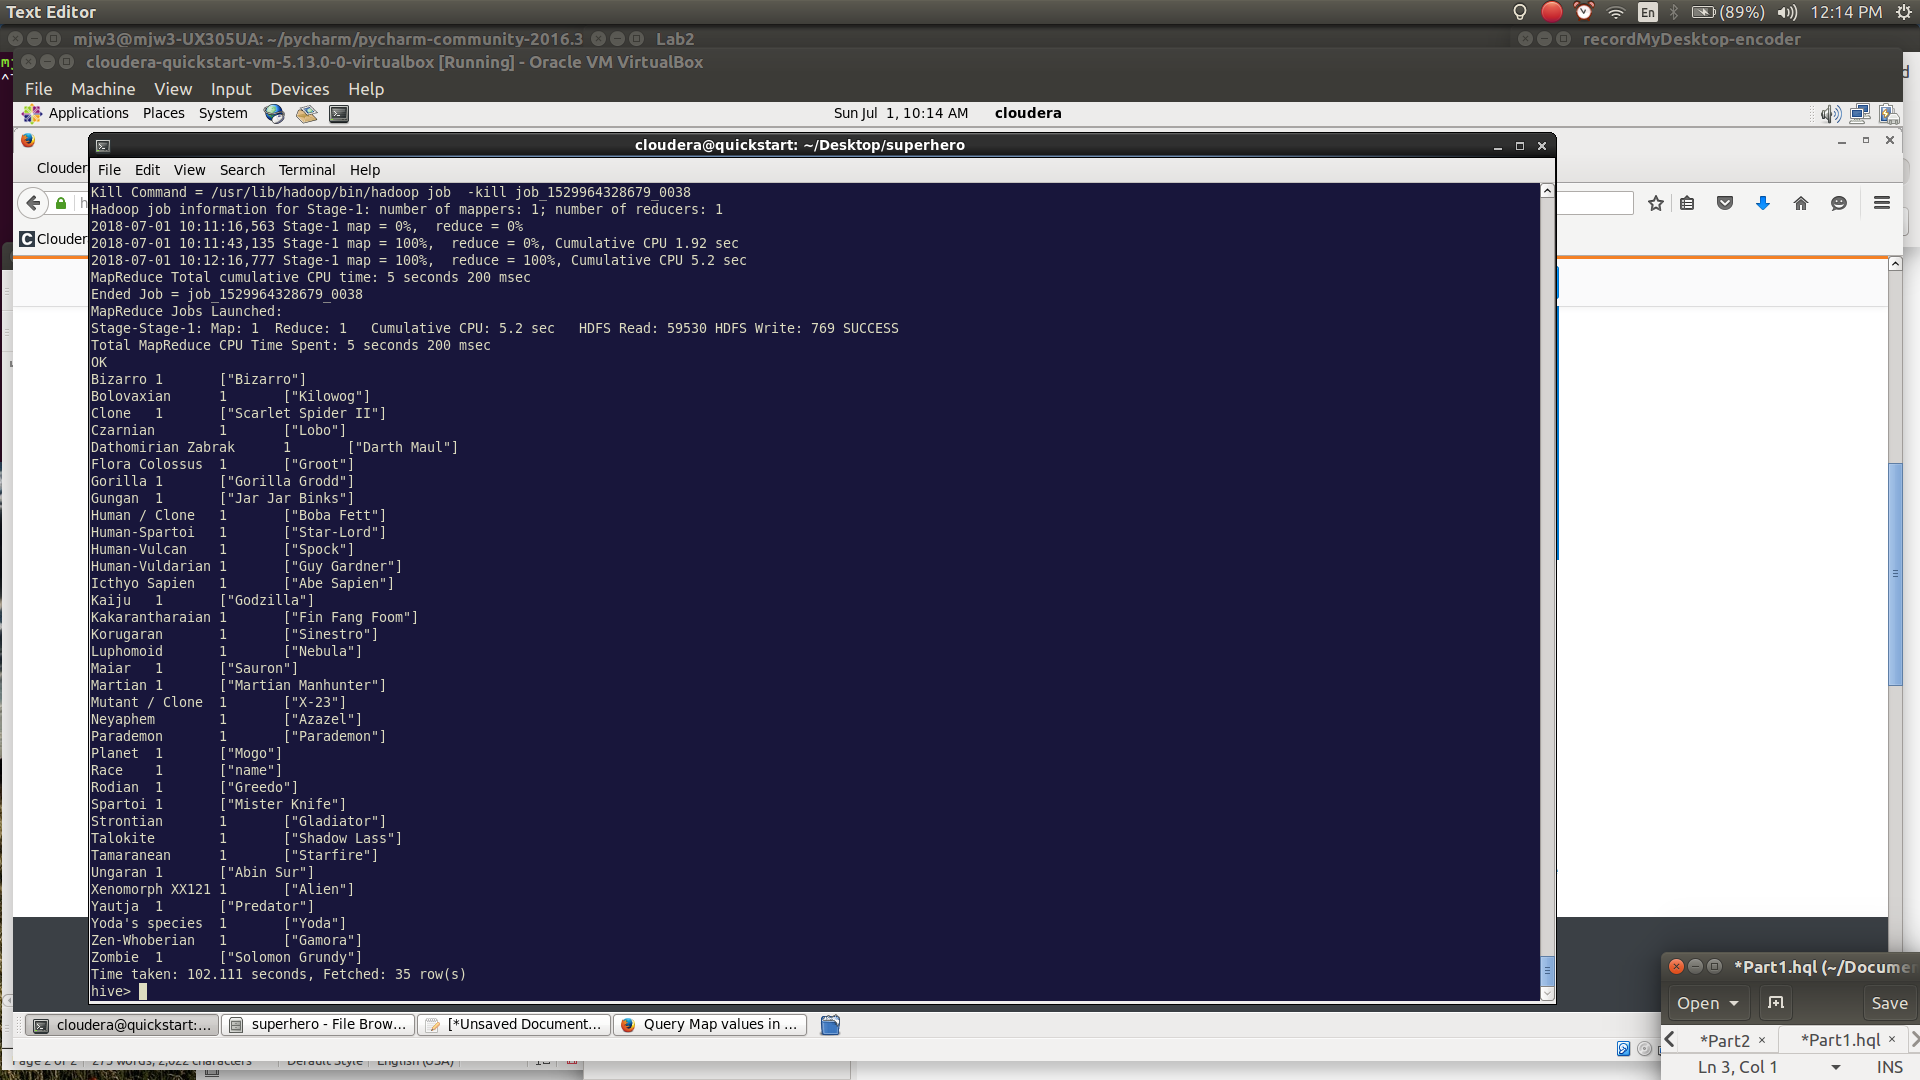 Text Editor
En
(89%)
12:14 PM
mjw3@mjw3-UX305UA: ~/pycharm/pycharm-community-2016.3
Lab2
recordMyDesktop-encoder
cloudera-quickstart-vm-5.13.0-0-virtualbox [Running] - Oracle VM VirtualBox
File Machine View Input Devices Help
Applications Places System
Sun Jul 1, 10:14 AM
cloudera
cloudera@quickstart: ~/Desktop/superhero
File Edit View Search Terminal Help
Kill Command = /usr/lib/hadoop/bin/hadoop job  -kill job_1529964328679_0038
Hadoop job information for Stage-1: number of mappers: 1; number of reducers: 1
2018-07-01 10:11:16,563 Stage-1 map = 0%,  reduce = 0%
2018-07-01 10:11:43,135 Stage-1 map = 100%,  reduce = 0%, Cumulative CPU 1.92 sec
2018-07-01 10:12:16,777 Stage-1 map = 100%,  reduce = 100%, Cumulative CPU 5.2 sec
MapReduce Total cumulative CPU time: 5 seconds 200 msec
Ended Job = job_1529964328679_0038
MapReduce Jobs Launched:
Stage-Stage-1: Map: 1  Reduce: 1   Cumulative CPU: 5.2 sec   HDFS Read: 59530 HDFS Write: 769 SUCCESS
Total MapReduce CPU Time Spent: 5 seconds 200 msec
OK
Bizarro 1 ["Bizarro"]
Bolovaxian 1 ["Kilowog"]
Clone 1 ["Scarlet Spider II"]
Czarnian 1 ["Lobo"]
Dathomirian Zabrak 1 ["Darth Maul"]
Flora Colossus 1 ["Groot"]
Gorilla 1 ["Gorilla Grodd"]
Gungan 1 ["Jar Jar Binks"]
Human / Clone 1 ["Boba Fett"]
Human-Spartoi 1 ["Star-Lord"]
Human-Vulcan 1 ["Spock"]
Human-Vuldarian 1 ["Guy Gardner"]
Icthyo Sapien 1 ["Abe Sapien"]
Kaiju 1 ["Godzilla"]
Kakarantharaian 1 ["Fin Fang Foom"]
Korugaran 1 ["Sinestro"]
Luphomoid 1 ["Nebula"]
Maiar 1 ["Sauron"]
Martian 1 ["Martian Manhunter"]
Mutant / Clone 1 ["X-23"]
Neyaphem 1 ["Azazel"]
Parademon 1 ["Parademon"]
Planet 1 ["Mogo"]
Race 1 ["name"]
Rodian 1 ["Greedo"]
Spartoi 1 ["Mister Knife"]
Strontian 1 ["Gladiator"]
Talokite 1 ["Shadow Lass"]
Tamaranean 1 ["Starfire"]
Ungaran 1 ["Abin Sur"]
Xenomorph XX121 1 ["Alien"]
Yautja 1 ["Predator"]
Yoda's species 1 ["Yoda"]
Zen-Whoberian 1 ["Gamora"]
Zombie 1 ["Solomon Grundy"]
Time taken: 102.111 seconds, Fetched: 35 row(s)
hive>
Clouder
Clouder
*Part1.hql (~/Documen
Open
Save
*Part2 ×
*Part1.hql ×
Ln 3, Col 1
INS
cloudera@quickstart:...
superhero - File Brow...
[*Unsaved Document...
Query Map values in ...